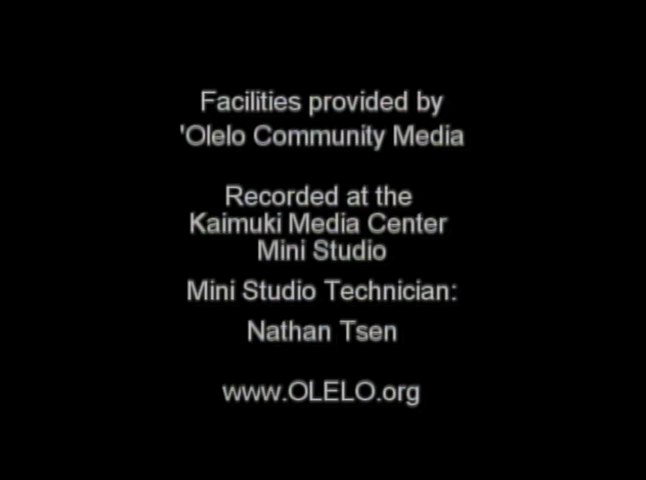 Facilities provided by
'Olelo Community Media
Recorded at the
Kaimuki Media Center
Mini Studio
Mini Studio Technician:
Nathan Tsen
www.OLELO.org